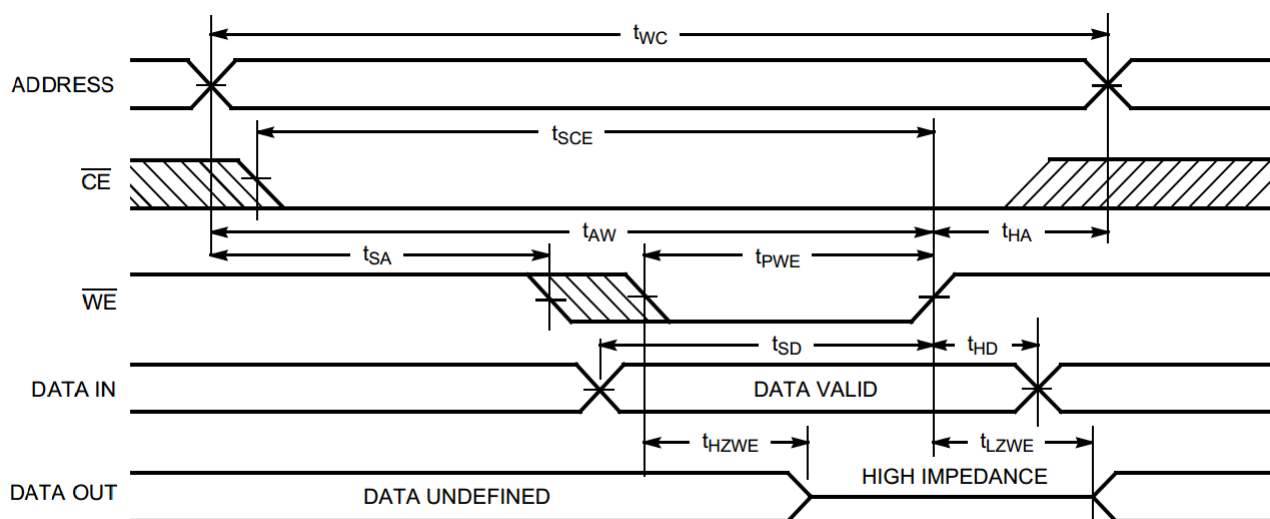 tWC
ADDRESS
tSCE
CE
tAW
tHA
tSA
tPWE
WE
tSD
tHD
DATA IN
DATA VALID
tHZWE
tLZWE
HIGH IMPEDANCE
DATA OUT
DATA UNDEFINED